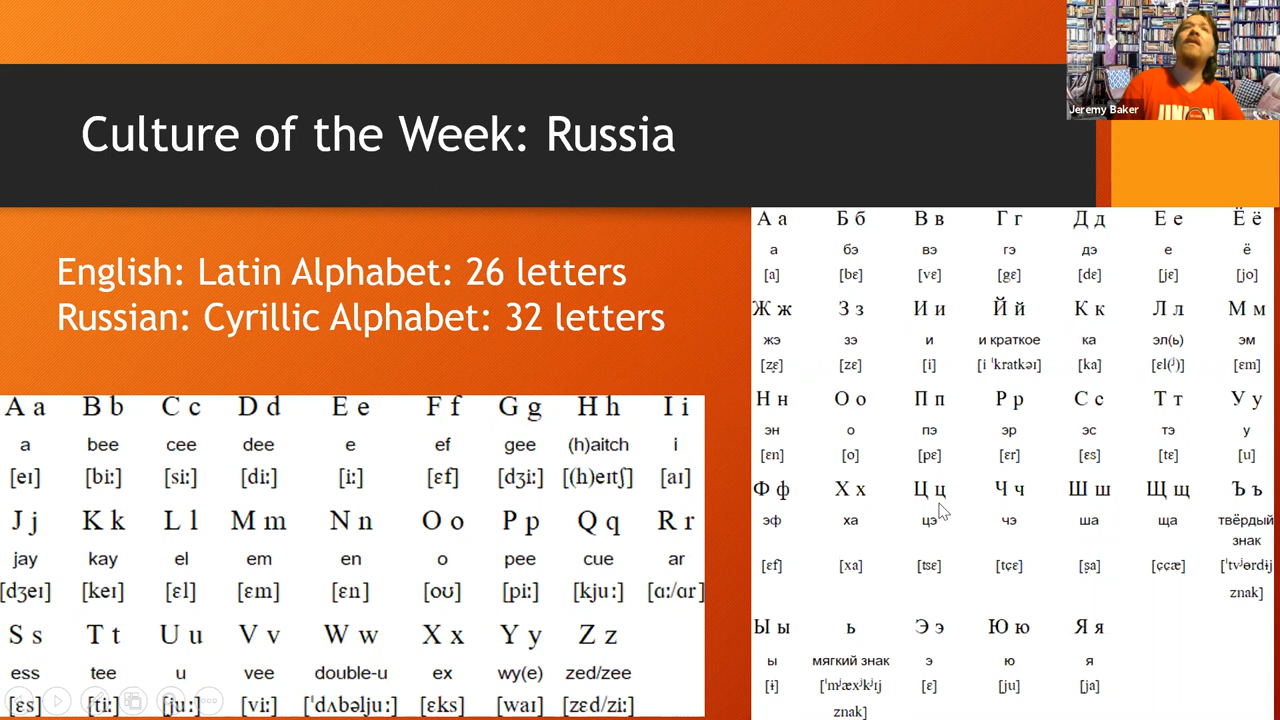 Culture of the Week: Russia
Jeremy Baker
English: Latin Alphabet: 26 letters
Russian: Cyrillic Alphabet: 32 letters
A a B b C c D d E e F f G g H h I i
a bee cee dee e ef gee (h)aitch i
[eɪ] [biː] [siː] [diː] [iː] [ɛf] [dʒiː] [(h)eɪtʃ] [aɪ]
J j K k L l M m N n O o P p Q q R r
jay kay el em en o pee cue ar
[dʒeɪ] [keɪ] [ɛl] [ɛm] [ɛn] [oʊ] [piː] [kjuː] [ɑː/ɑr]
S s T t U u V v W w X x Y y Z z
ess tee u vee double-u ex wy(e) zed/zee
[ɛs] [tiː] [juː] [viː] [ˈdʌbəljuː] [ɛks] [waɪ] [zɛd/ziː]
А а Б б В в Г г Д д Е е Ё ё
а бэ вэ гэ дэ е ё
[a] [bɛ] [vɛ] [gɛ] [dɛ] [jɛ] [jo]
Ж ж З з И и Й й К к Л л М м
жэ зэ и и краткое ка эл(ь) эм
[ʐɛ] [zɛ] [i] [i ˈkratkəɪ] [ka] [ɛl(ʲ)] [ɛm]
Н н О о П п Р р С с Т т У у
эн о пэ эр эс тэ у
[ɛn] [o] [pɛ] [ɛr] [ɛs] [tɛ] [u]
Ф ф Х х Ц ц Ч ч Ш ш Щ щ Ъ ъ
эф ха цэ чэ ша ща твёрдый
знак
[ɛf] [xa] [tsɛ] [tɕɛ] [ʂa] [ɕɕæ] [ˈtvʲɵrdɨj
znak]
Ы ы ь Э э Ю ю Я я
ы мягкий знак э ю я
[ɨ] [ˈmʲæxʲkʲɪj [ɛ] [ju] [ja]
znak]